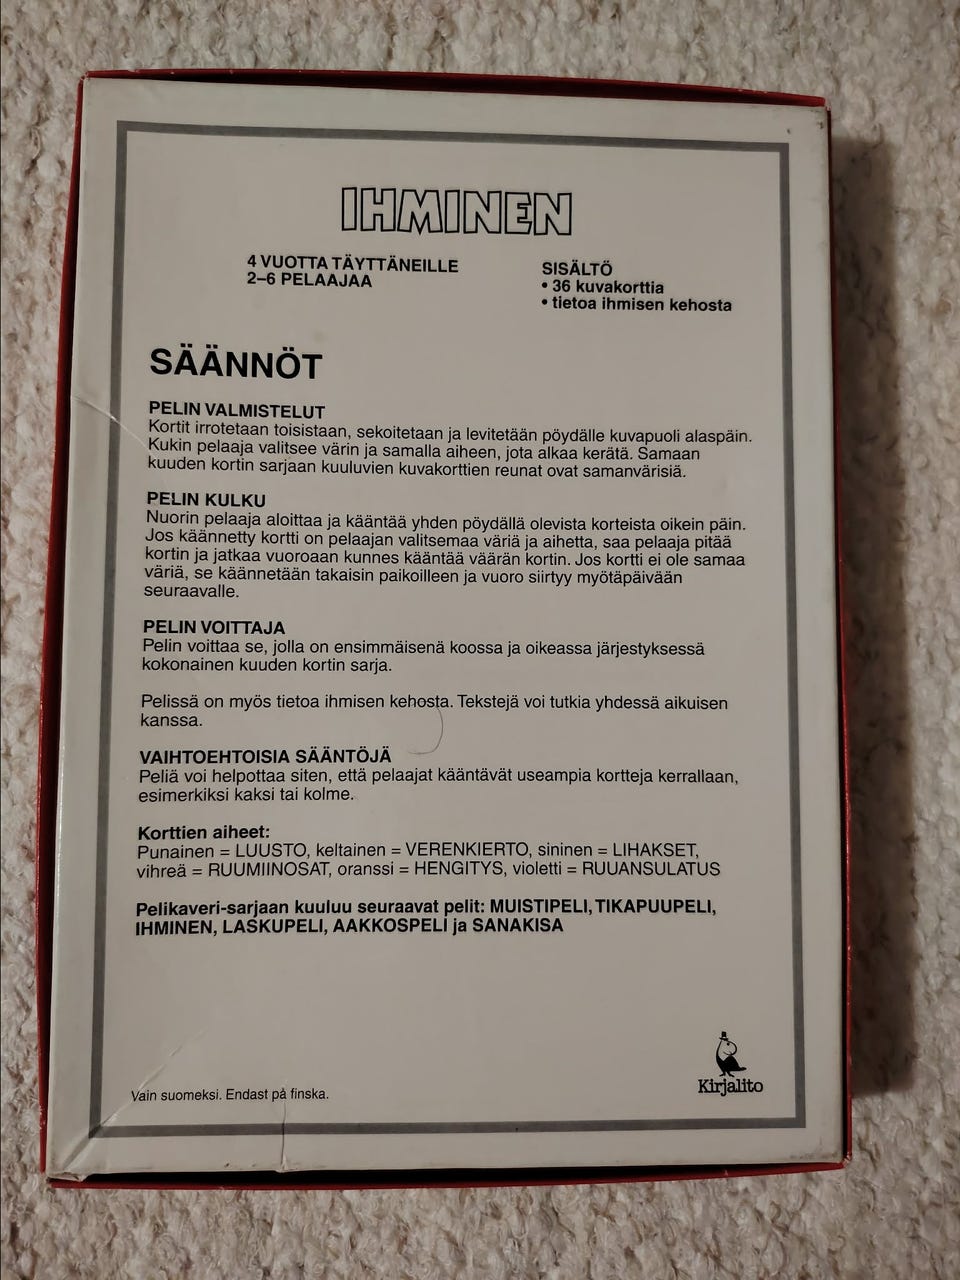 IHMINEN
4 VUOTTA TÄYTTÄNEILLE
2–6 PELAAJAA
SISÄLTÖ
• 36 kuvakorttia
• tietoa ihmisen kehosta
SÄÄNNÖT
PELIN VALMISTELUT
Kortit irrotetaan toisistaan, sekoitetaan ja levitetään pöydälle kuvapuoli alaspäin.
Kukin pelaaja valitsee värin ja samalla aiheen, jota alkaa kerätä. Samaan
kuuden kortin sarjaan kuuluvien kuvakorttien reunat ovat samanvärisiä.
PELIN KULKU
Nuorin pelaaja aloittaa ja kääntää yhden pöydällä olevista korteista oikein päin.
Jos käännetty kortti on pelaajan valitsemaa väriä ja aihetta, saa pelaaja pitää
kortin ja jatkaa vuoroaan kunnes kääntää väärän kortin. Jos kortti ei ole samaa
väriä, se käännetään takaisin paikoilleen ja vuoro siirtyy myötäpäivään
seuraavalle.
PELIN VOITTAJA
Pelin voittaa se, jolla on ensimmäisenä koossa ja oikeassa järjestyksessä
kokonainen kuuden kortin sarja.
Pelissä on myös tietoa ihmisen kehosta. Tekstejä voi tutkia yhdessä aikuisen
kanssa.
VAIHTOEHTOISIA SÄÄNTÖJÄ
Peliä voi helpottaa siten, että pelaajat kääntävät useampia kortteja kerrallaan,
esimerkiksi kaksi tai kolme.
Korttien aiheet:
Punainen = LUUSTO, keltainen = VERENKIERTO, sininen = LIHAKSET,
vihreä = RUUMIINOSAT, oranssi = HENGITYS, violetti = RUUANSULATUS
Pelikaveri-sarjaan kuuluu seuraavat pelit: MUISTIPELI, TIKAPUUPELI,
IHMINEN, LASKUPELI, AAKKOSPELI ja SANAKISA
Vain suomeksi. Endast på finska.
Kirjalito